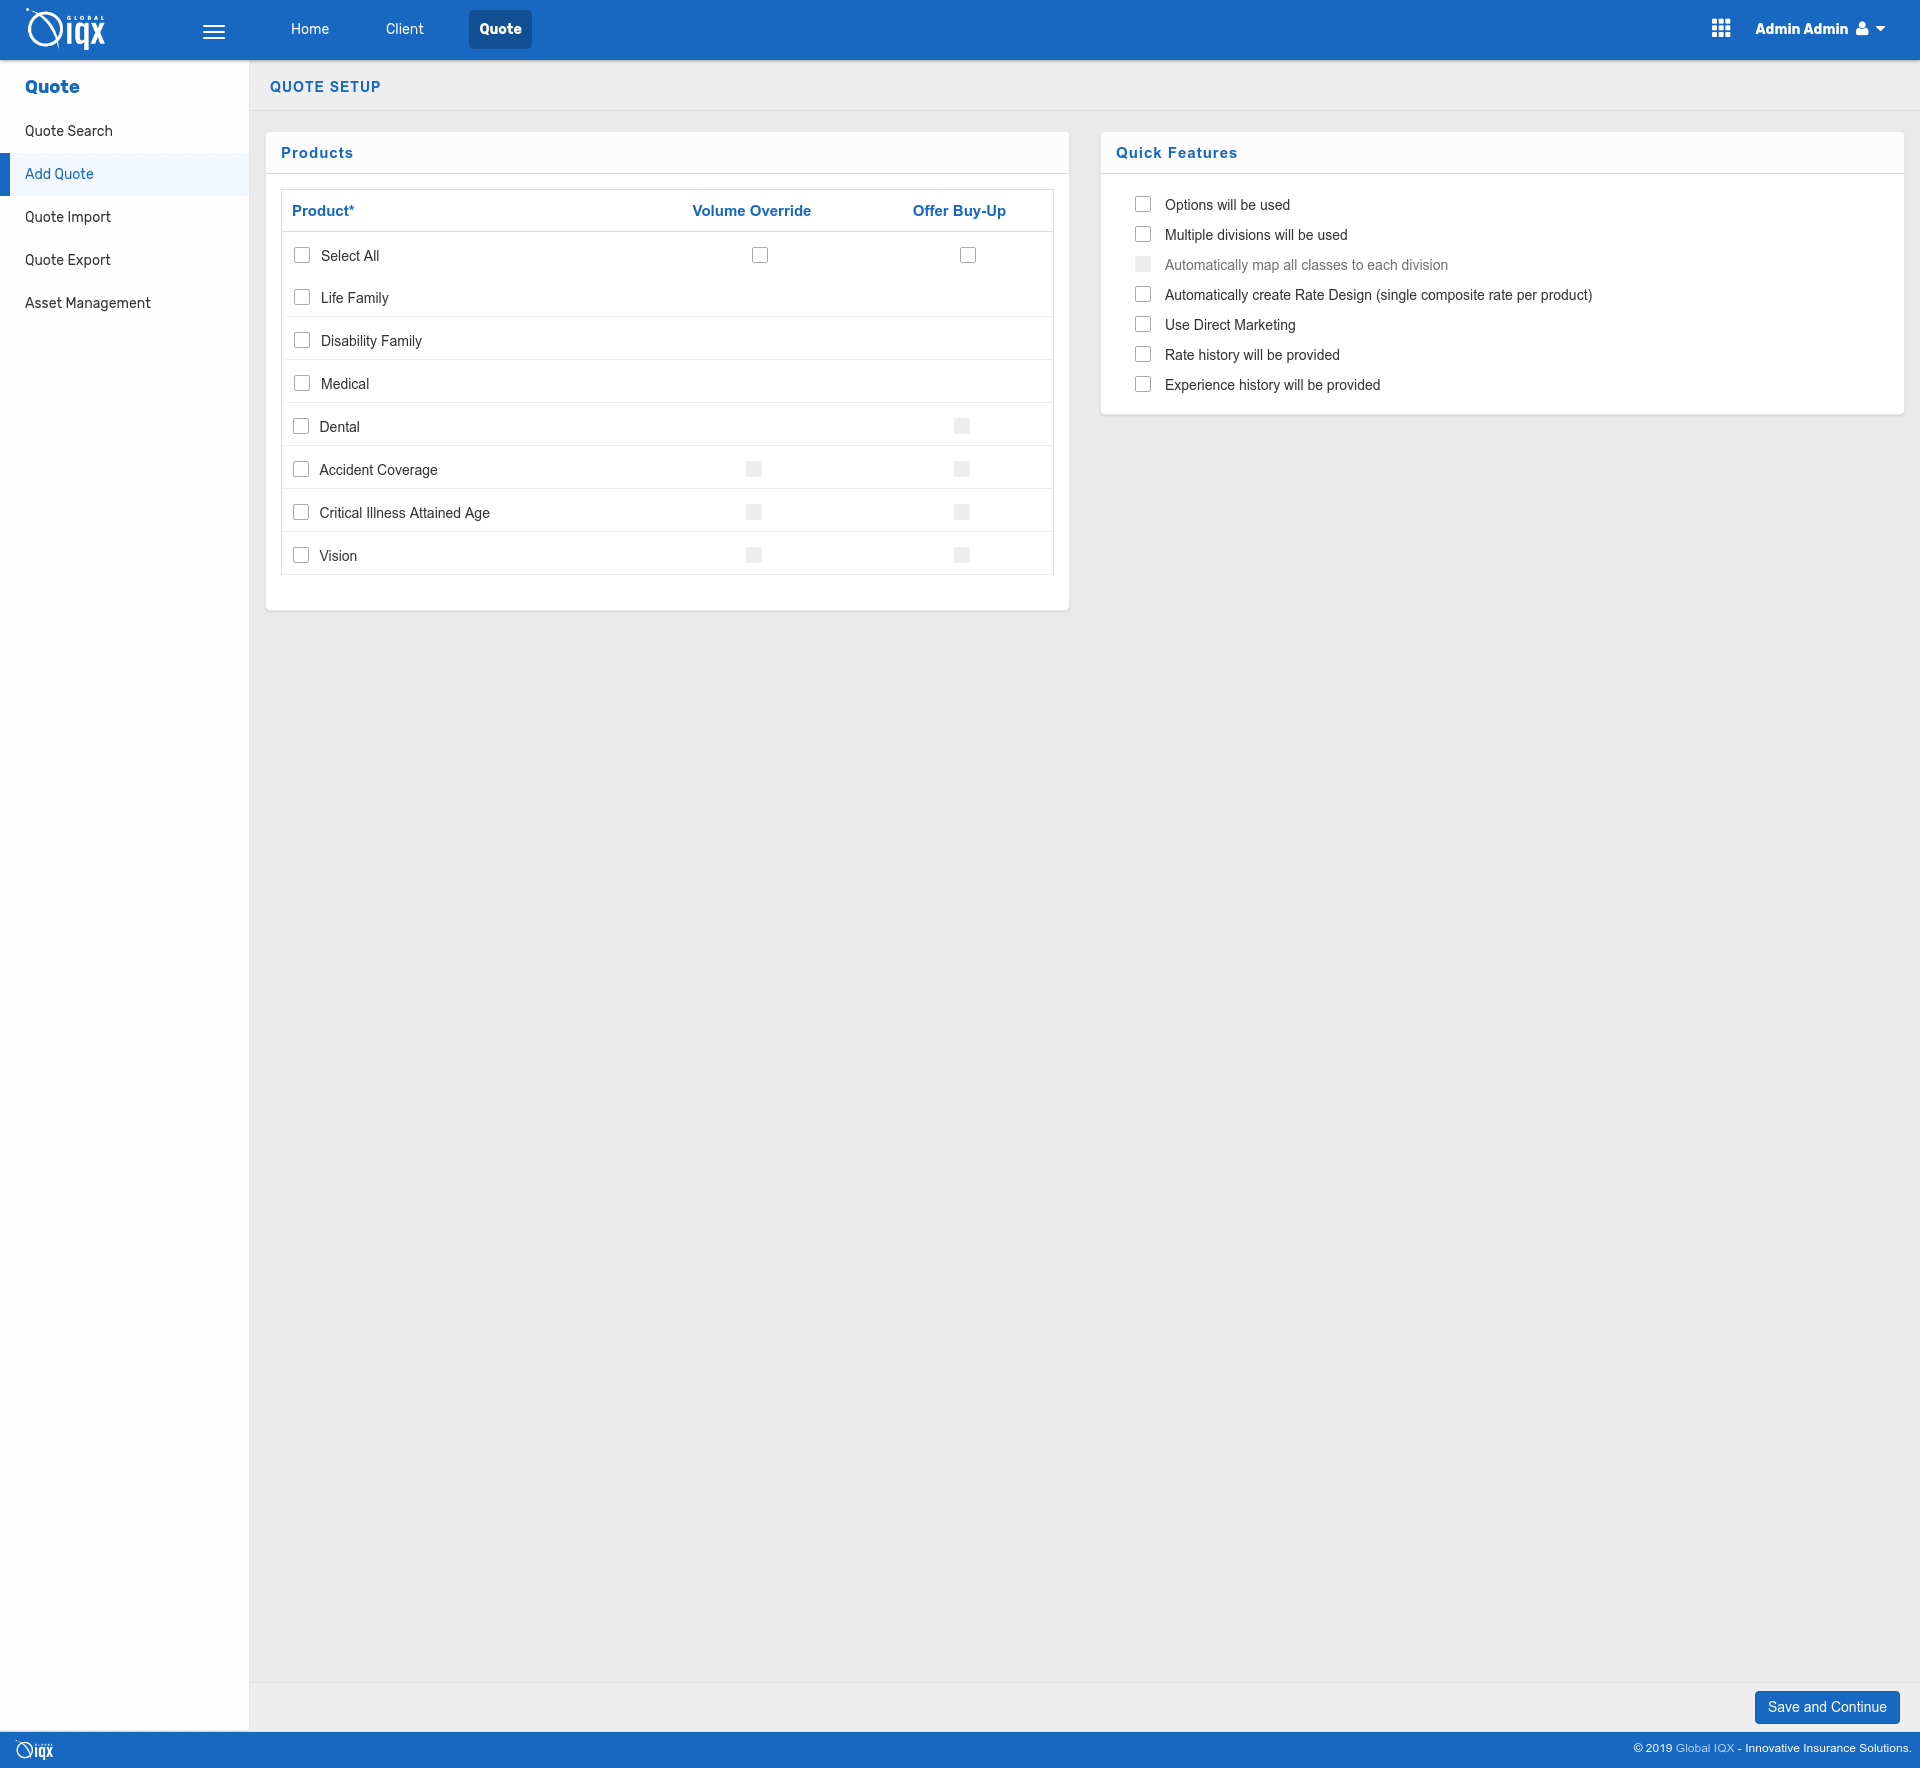 GLOBAL
iqx
Home
Client
Quote
Admin Admin
Quote
Quote Search
Add Quote
Quote Import
Quote Export
Asset Management
QUOTE SETUP
Products
Product* Volume Override Offer Buy-Up
Select All
Life Family
Disability Family
Medical
Dental
Accident Coverage
Critical Illness Attained Age
Vision
Quick Features
Options will be used
Multiple divisions will be used
Automatically map all classes to each division
Automatically create Rate Design (single composite rate per product)
Use Direct Marketing
Rate history will be provided
Experience history will be provided
Save and Continue
GLOBAL
iqx
© 2019 Global IQX - Innovative Insurance Solutions.